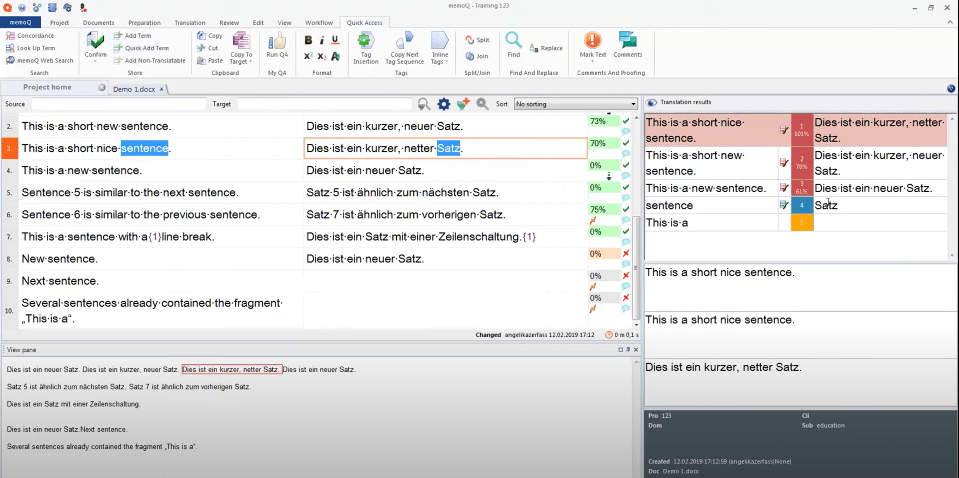 memoQ - Training 123
memoQ Project Documents Preparation Translation Review Edit View Workflow Quick Access
Concordance
Look Up Term
memoQ Web Search
Search
Confirm
Add Term
Quick Add Term
Add Non-Translatable
Store
Copy
Cut
Paste
Copy To Target
Clipboard
Run QA
My QA
B I U
X² X₂ A
Format
Tag Insertion
Copy Next Tag Sequence
Inline Tags
Tags
Split
Join
Split/Join
Find
Replace
Find And Replace
Mark Text
Comments
Comments And Proofing
Project home
Demo 1.docx
Source Target Sort No sorting
2. This·is·a·short·new·sentence. Dies·ist·ein·kurzer,·neuer·Satz. 73%
3. This·is·a·short·nice·sentence. Dies·ist·ein·kurzer,·netter·Satz. 70%
4. This·is·a·new·sentence. Dies·ist·ein·neuer·Satz. 0%
5. Sentence·5·is·similar·to·the·next·sentence. Satz·5·ist·ähnlich·zum·nächsten·Satz. 0%
6. Sentence·6·is·similar·to·the·previous·sentence. Satz·7·ist·ähnlich·zum·vorherigen·Satz. 75%
7. This·is·a·sentence·with·a{1}line·break. Dies·ist·ein·Satz·mit·einer·Zeilenschaltung.{1} 0%
8. New·sentence. Dies·ist·ein·neuer·Satz. 0%
9. Next·sentence. 0%
10. Several·sentences·already·contained·the·fragment· 0%
„This·is·a“.
Changed angelikazerfass 12.02.2019 17:12 0 m 0,1 s
View pane
Dies ist ein neuer Satz. Dies ist ein kurzer, neuer Satz. Dies ist ein kurzer, netter Satz. Dies ist ein neuer Satz.
Satz 5 ist ähnlich zum nächsten Satz. Satz 7 ist ähnlich zum vorherigen Satz.
Dies ist ein Satz mit einer Zeilenschaltung.
Dies ist ein neuer Satz.Next sentence.
Several sentences already contained the fragment „This is a“.
Translation results
This·is·a·short·nice· 1 Dies·ist·ein·kurzer,·netter·
sentence. 101% Satz.
This·is·a·short·new· 2 Dies·ist·ein·kurzer,·neuer·
sentence. 70% Satz.
This·is·a·new·sentence. 3 61% Dies·ist·ein·neuer·Satz.
sentence 4 Satz
This·is·a 5
This is a short nice sentence.
This is a short nice sentence.
Dies ist ein kurzer, netter Satz.
Pro 123 Cli
Dom Sub education
Created 12.02.2019 17:12:59 (angelikazerfass|None)
Doc Demo 1.docx